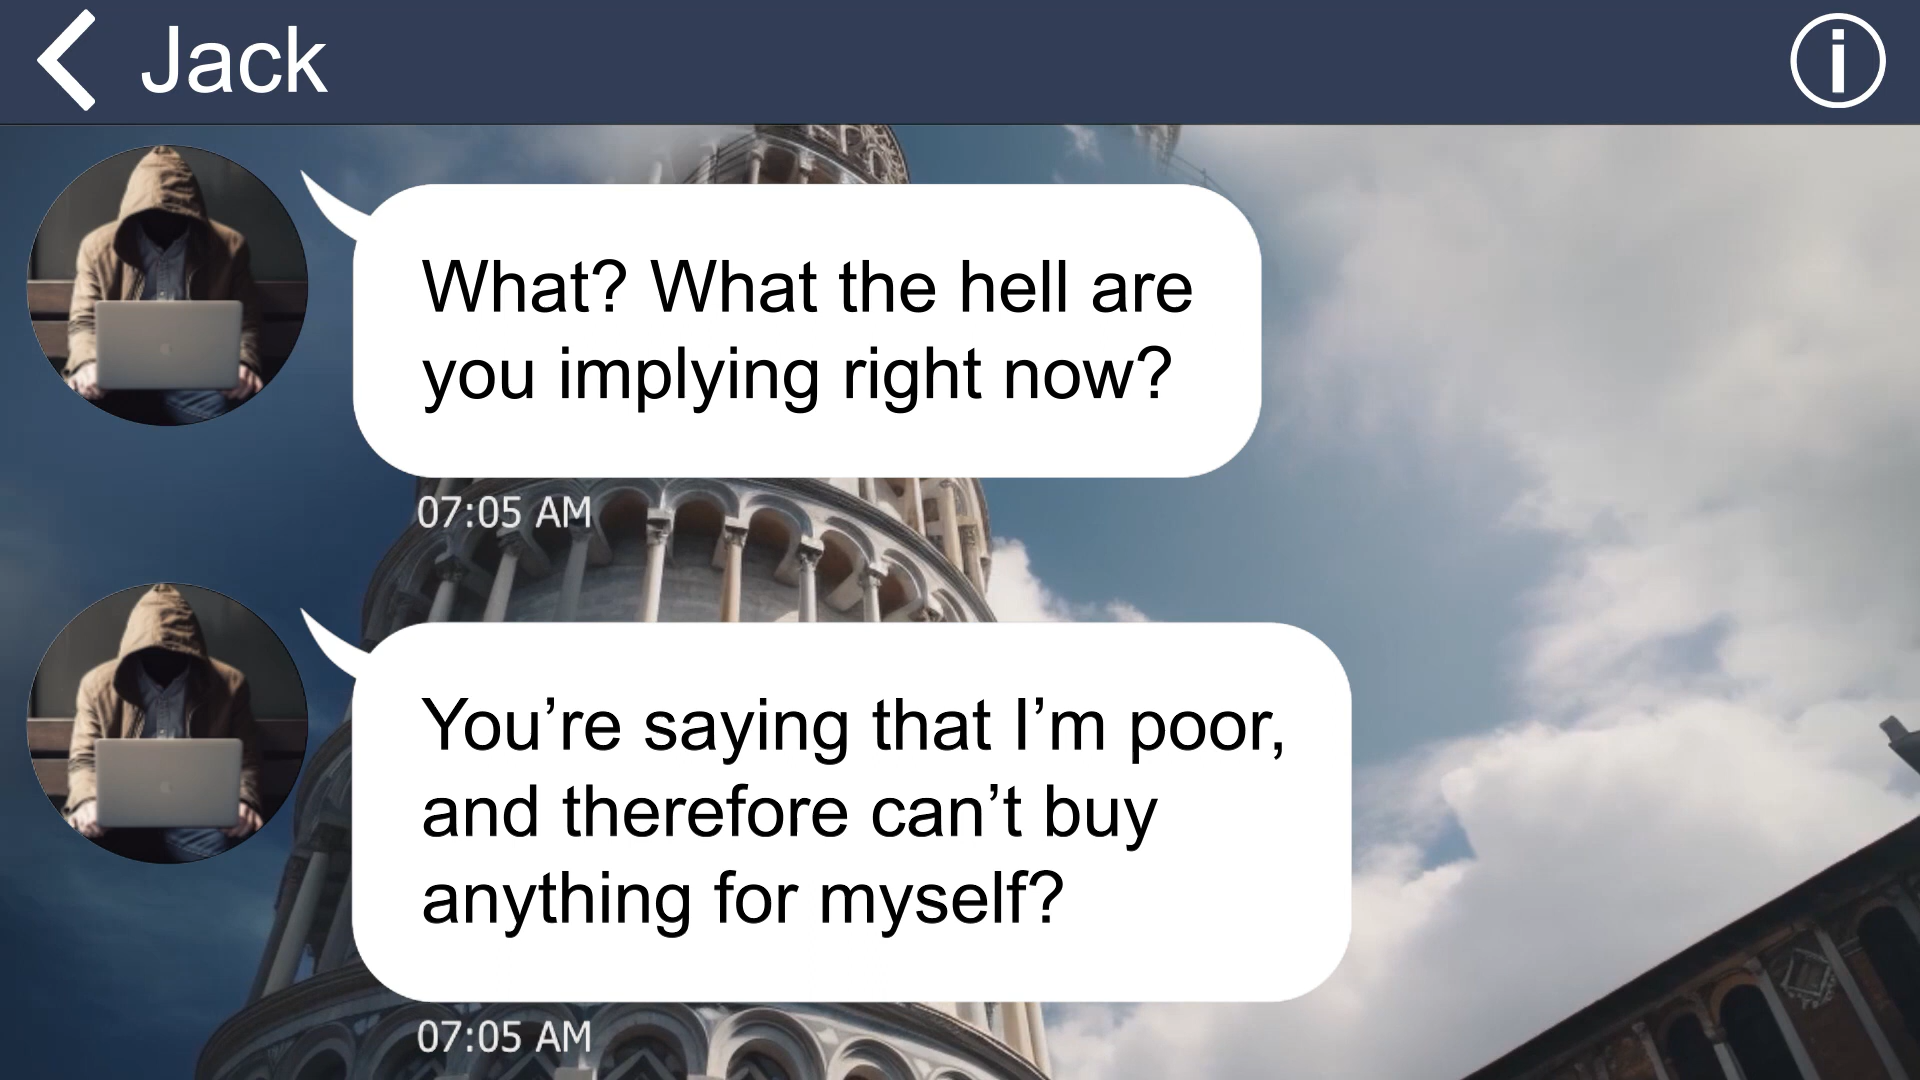 Jack
What? What the hell are
you implying right now?
07:05 AM
You’re saying that I’m poor,
and therefore can’t buy
anything for myself?
07:05 AM